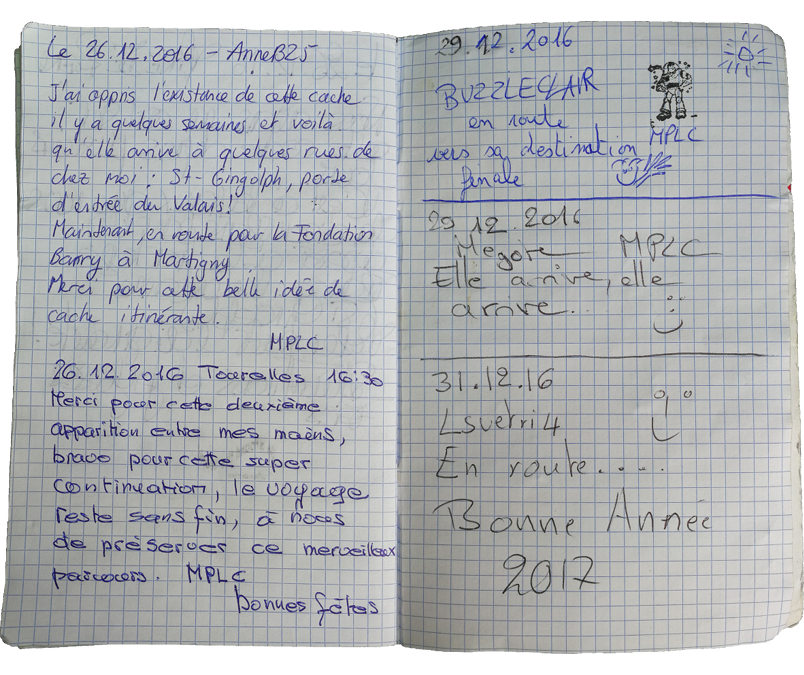 Le 26.12.2016 - AnneB25
J'ai appris l'existance de cette cache
il y a quelques semaines et voilà
qu'elle arrive à quelques rues de
chez moi : St-Gingolph, porte
d'entrée du Valais!
Maintenant, en route pour la Fondation
Barry à Martigny.
Merci pour cette belle idée de
cache itinérante.
MPLC
26.12.2016 Tourelles 16:30
Merci pour cette deuxième
apparition entre mes maëns,
bravo pour cette super
continuation, le voyage
reste sans fin, à nous
de préserver ce merveilleux
parcours. MPLC
bonnes fêtes
29.12.2016
BUZZLECLAIR
en route
vers sa destination MPLC
finale
29.12.2016
Megore MPLC
Elle arrive, elle
arrive.
31.12.16
Lsuetri4
En route.....
Bonne Année
2017